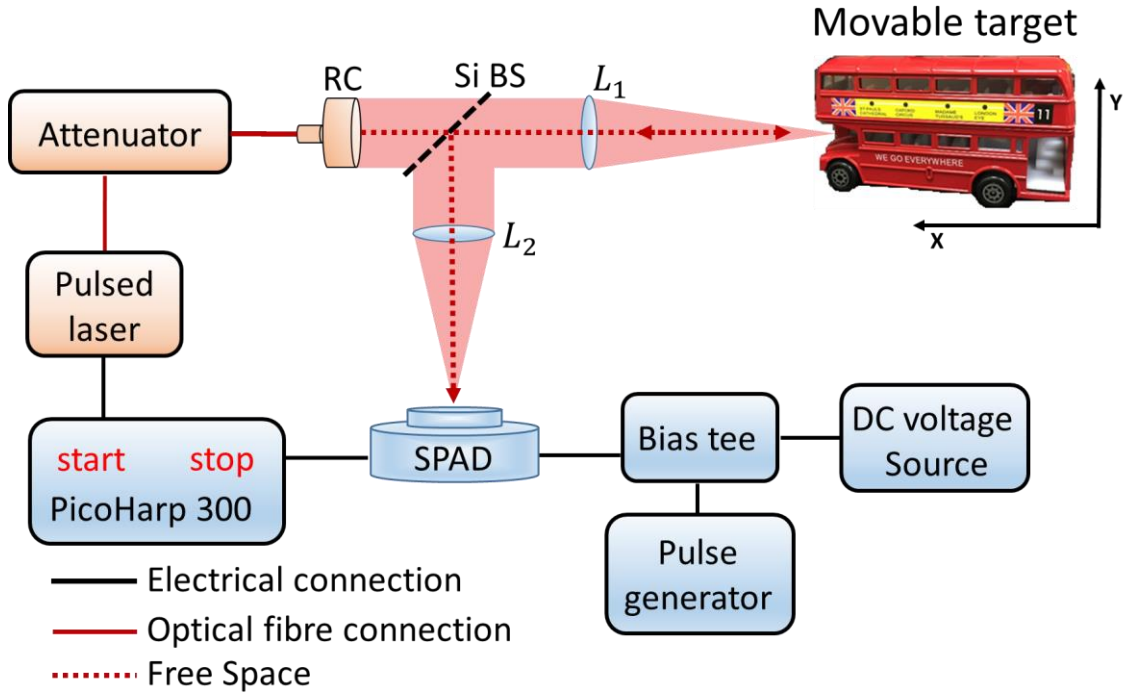 Movable target
RC
Si BS
L₁
Attenuator
Y
11
WE GO EVERYWHERE
X
L₂
Pulsed
laser
start stop
PicoHarp 300
SPAD
Bias tee
DC voltage
Source
Pulse
generator
Electrical connection
Optical fibre connection
Free Space